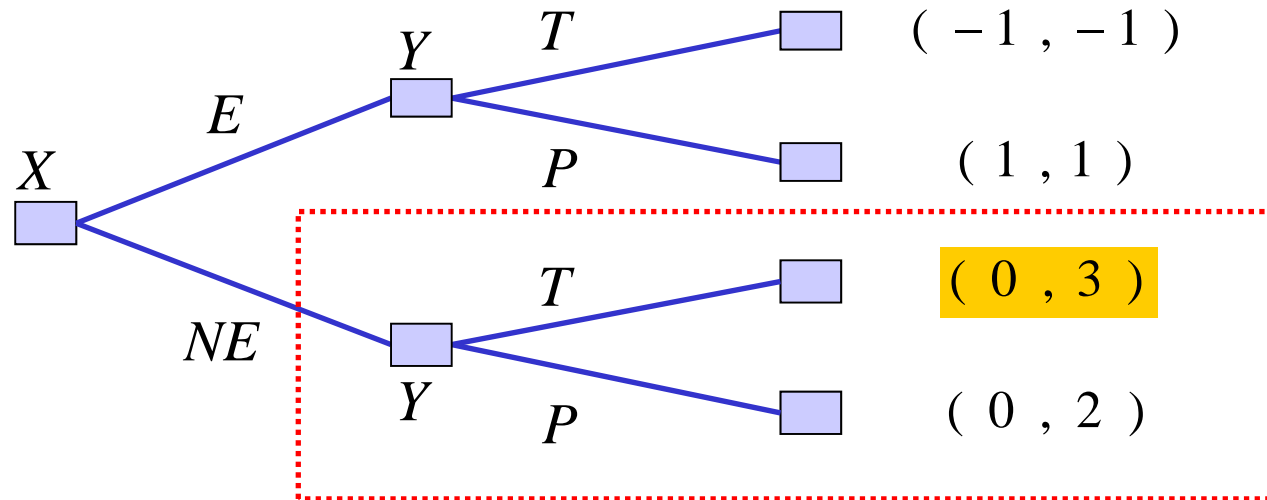 T ( −1 , −1 )
Y
E
P ( 1 , 1 )
X
T ( 0 , 3 )
NE
Y
P ( 0 , 2 )